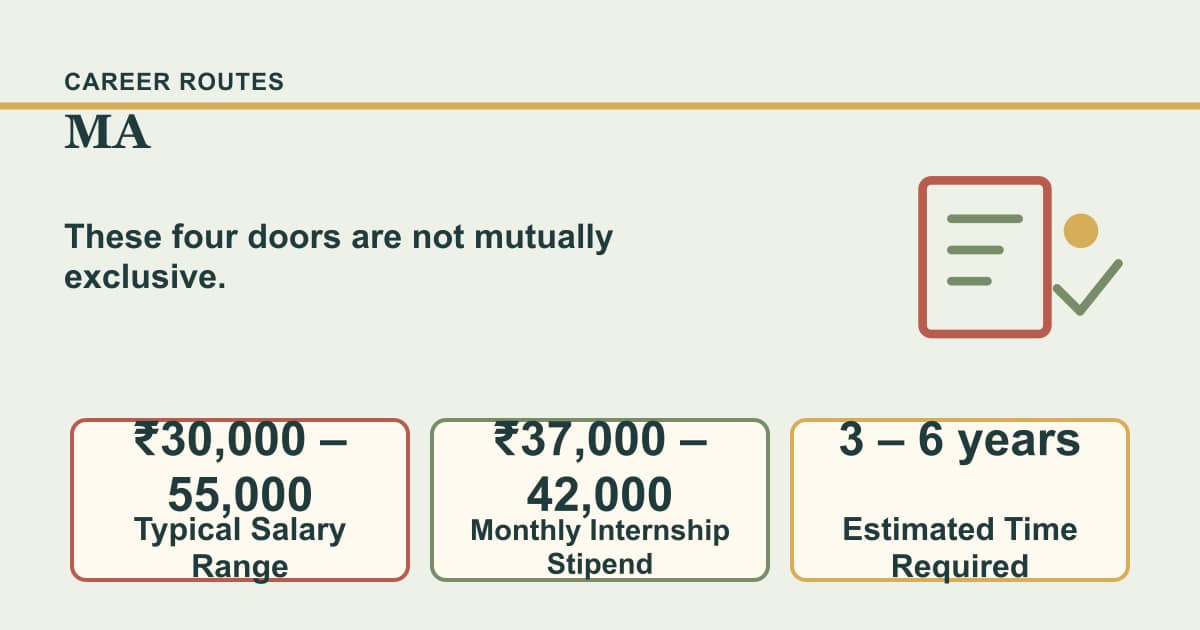 CAREER ROUTES
MA
These four doors are not mutually
exclusive.
₹30,000 –
55,000
Typical Salary
Range
₹37,000 –
42,000
Monthly Internship
Stipend
3 – 6 years
Estimated Time
Required